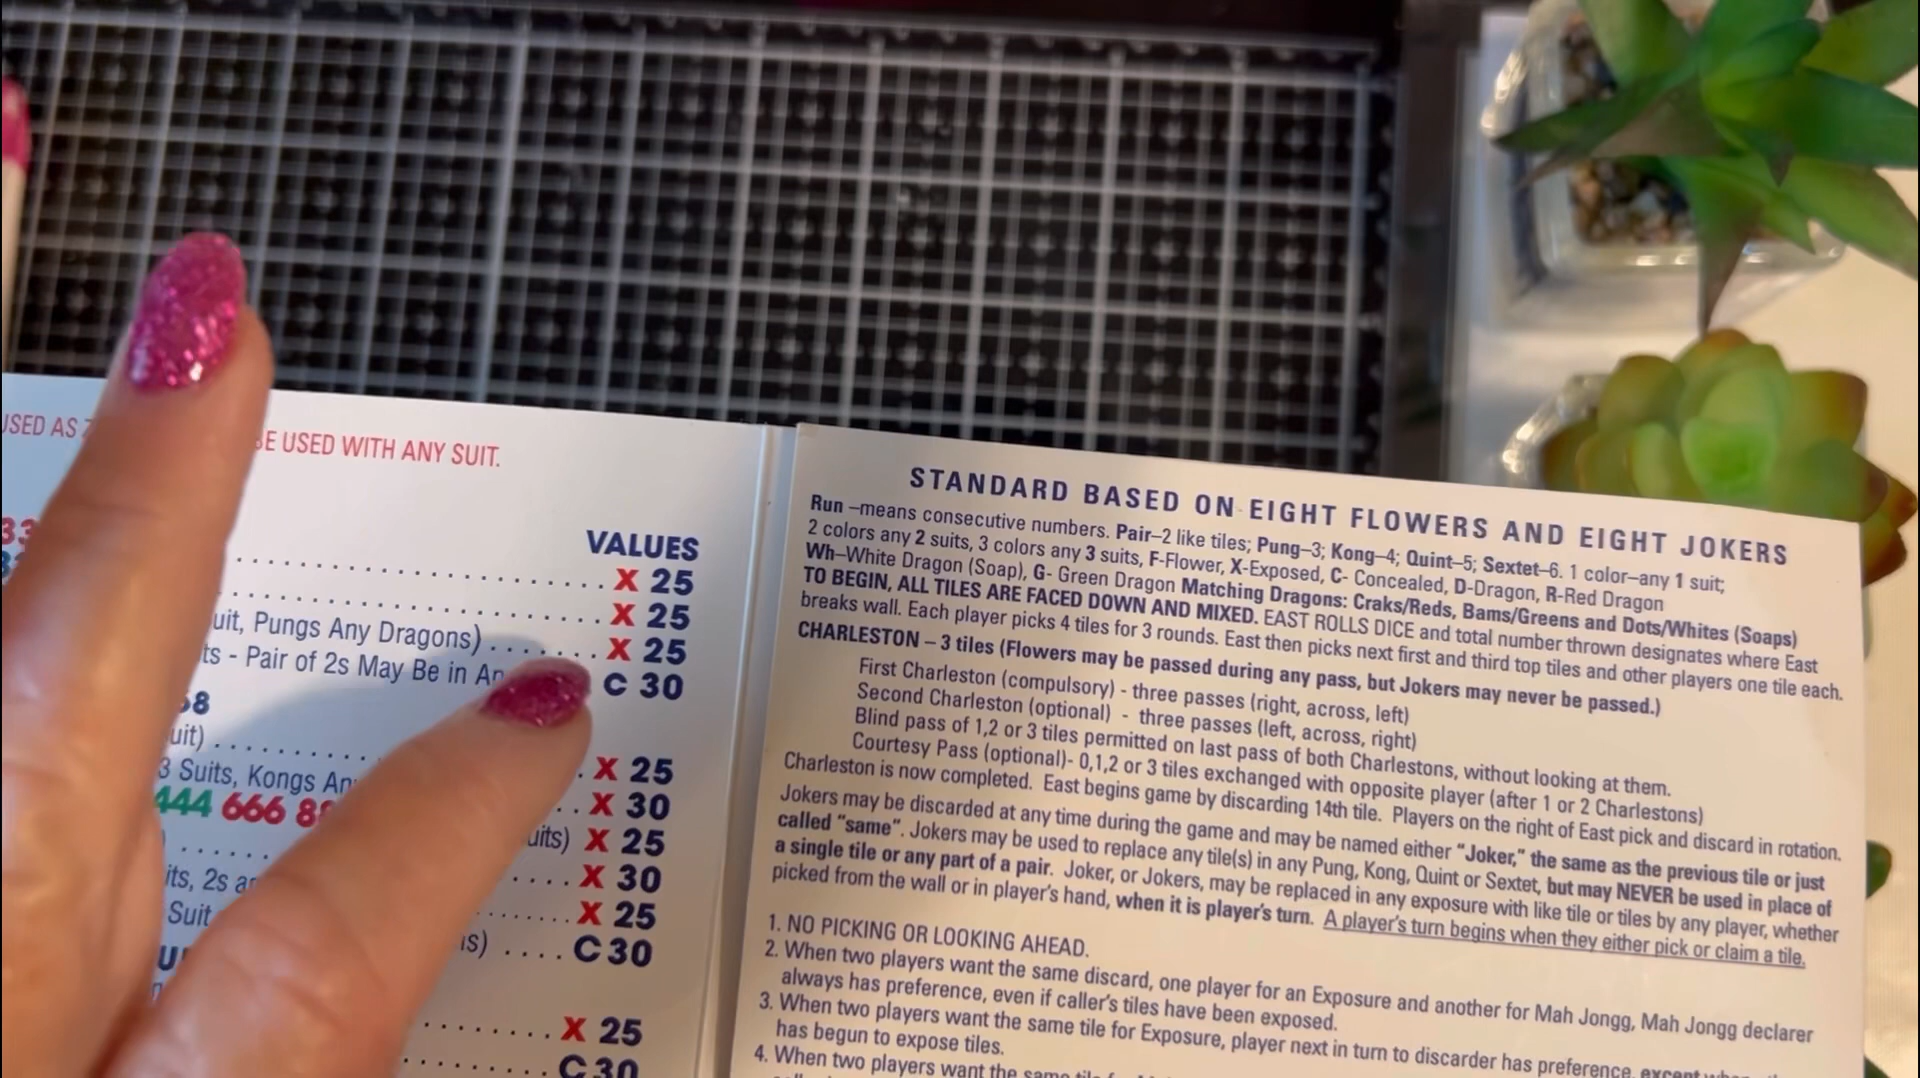 USED AS BE USED WITH ANY SUIT.
33
VALUES
X 25
X 25
uit, Pungs Any Dragons) X 25
ts - Pair of 2s May Be in C 30
68
uit) X 25
3 Suits, Kongs X 30
444 666 uits) X 25
X 30
its, 2s X 25
Suit is) C 30
X 25
C 30
STANDARD BASED ON EIGHT FLOWERS AND EIGHT JOKERS
Run –means consecutive numbers. Pair–2 like tiles; Pung–3; Kong–4; Quint–5; Sextet–6. 1 color–any 1 suit;
2 colors any 2 suits, 3 colors any 3 suits, F-Flower, X-Exposed, C- Concealed, D-Dragon, R-Red Dragon
Wh–White Dragon (Soap), G- Green Dragon Matching Dragons: Craks/Reds, Bams/Greens and Dots/Whites (Soaps)
TO BEGIN, ALL TILES ARE FACED DOWN AND MIXED. EAST ROLLS DICE and total number thrown designates where East
breaks wall. Each player picks 4 tiles for 3 rounds. East then picks next first and third top tiles and other players one tile each.
CHARLESTON – 3 tiles (Flowers may be passed during any pass, but Jokers may never be passed.)
First Charleston (compulsory) - three passes (right, across, left)
Second Charleston (optional) - three passes (left, across, right)
Blind pass of 1,2 or 3 tiles permitted on last pass of both Charlestons, without looking at them.
Courtesy Pass (optional)- 0,1,2 or 3 tiles exchanged with opposite player (after 1 or 2 Charlestons)
Charleston is now completed. East begins game by discarding 14th tile. Players on the right of East pick and discard in rotation.
Jokers may be discarded at any time during the game and may be named either "Joker," the same as the previous tile or just
called "same". Jokers may be used to replace any tile(s) in any Pung, Kong, Quint or Sextet, but may NEVER be used in place of
a single tile or any part of a pair. Joker, or Jokers, may be replaced in any exposure with like tile or tiles by any player, whether
picked from the wall or in player's hand, when it is player's turn. A player's turn begins when they either pick or claim a tile.
1. NO PICKING OR LOOKING AHEAD.
2. When two players want the same discard, one player for an Exposure and another for Mah Jongg, Mah Jongg declarer
always has preference, even if caller's tiles have been exposed.
3. When two players want the same tile for Exposure, player next in turn to discarder has preference, except
has begun to expose tiles.
4. When two players want the same tile